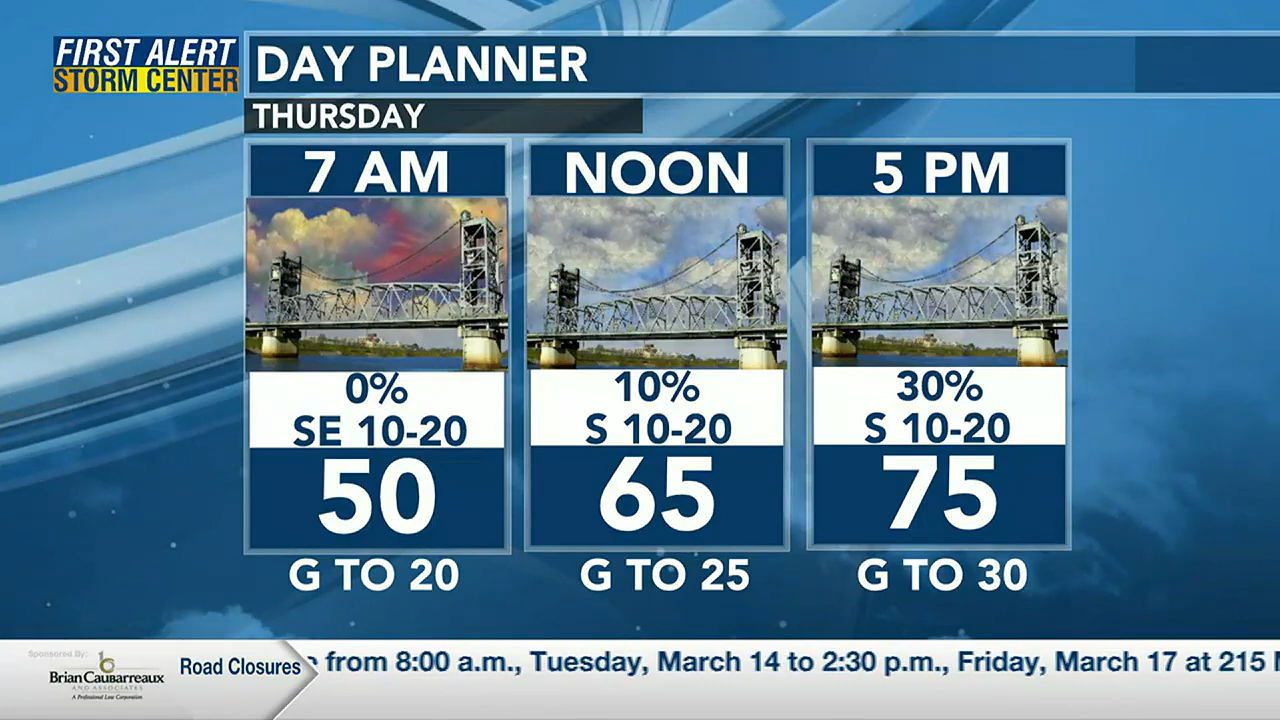 FIRST ALERT
STORM CENTER
DAY PLANNER
THURSDAY
7 AM
0%
SE 10-20
50
G TO 20
NOON
10%
S 10-20
65
G TO 25
5 PM
30%
S 10-20
75
G TO 30
Sponsored By:
Brian Caubarreaux
AND ASSOCIATES
A Professional Law Corporation
Road Closures
from 8:00 a.m., Tuesday, March 14 to 2:30 p.m., Friday, March 17 at 215